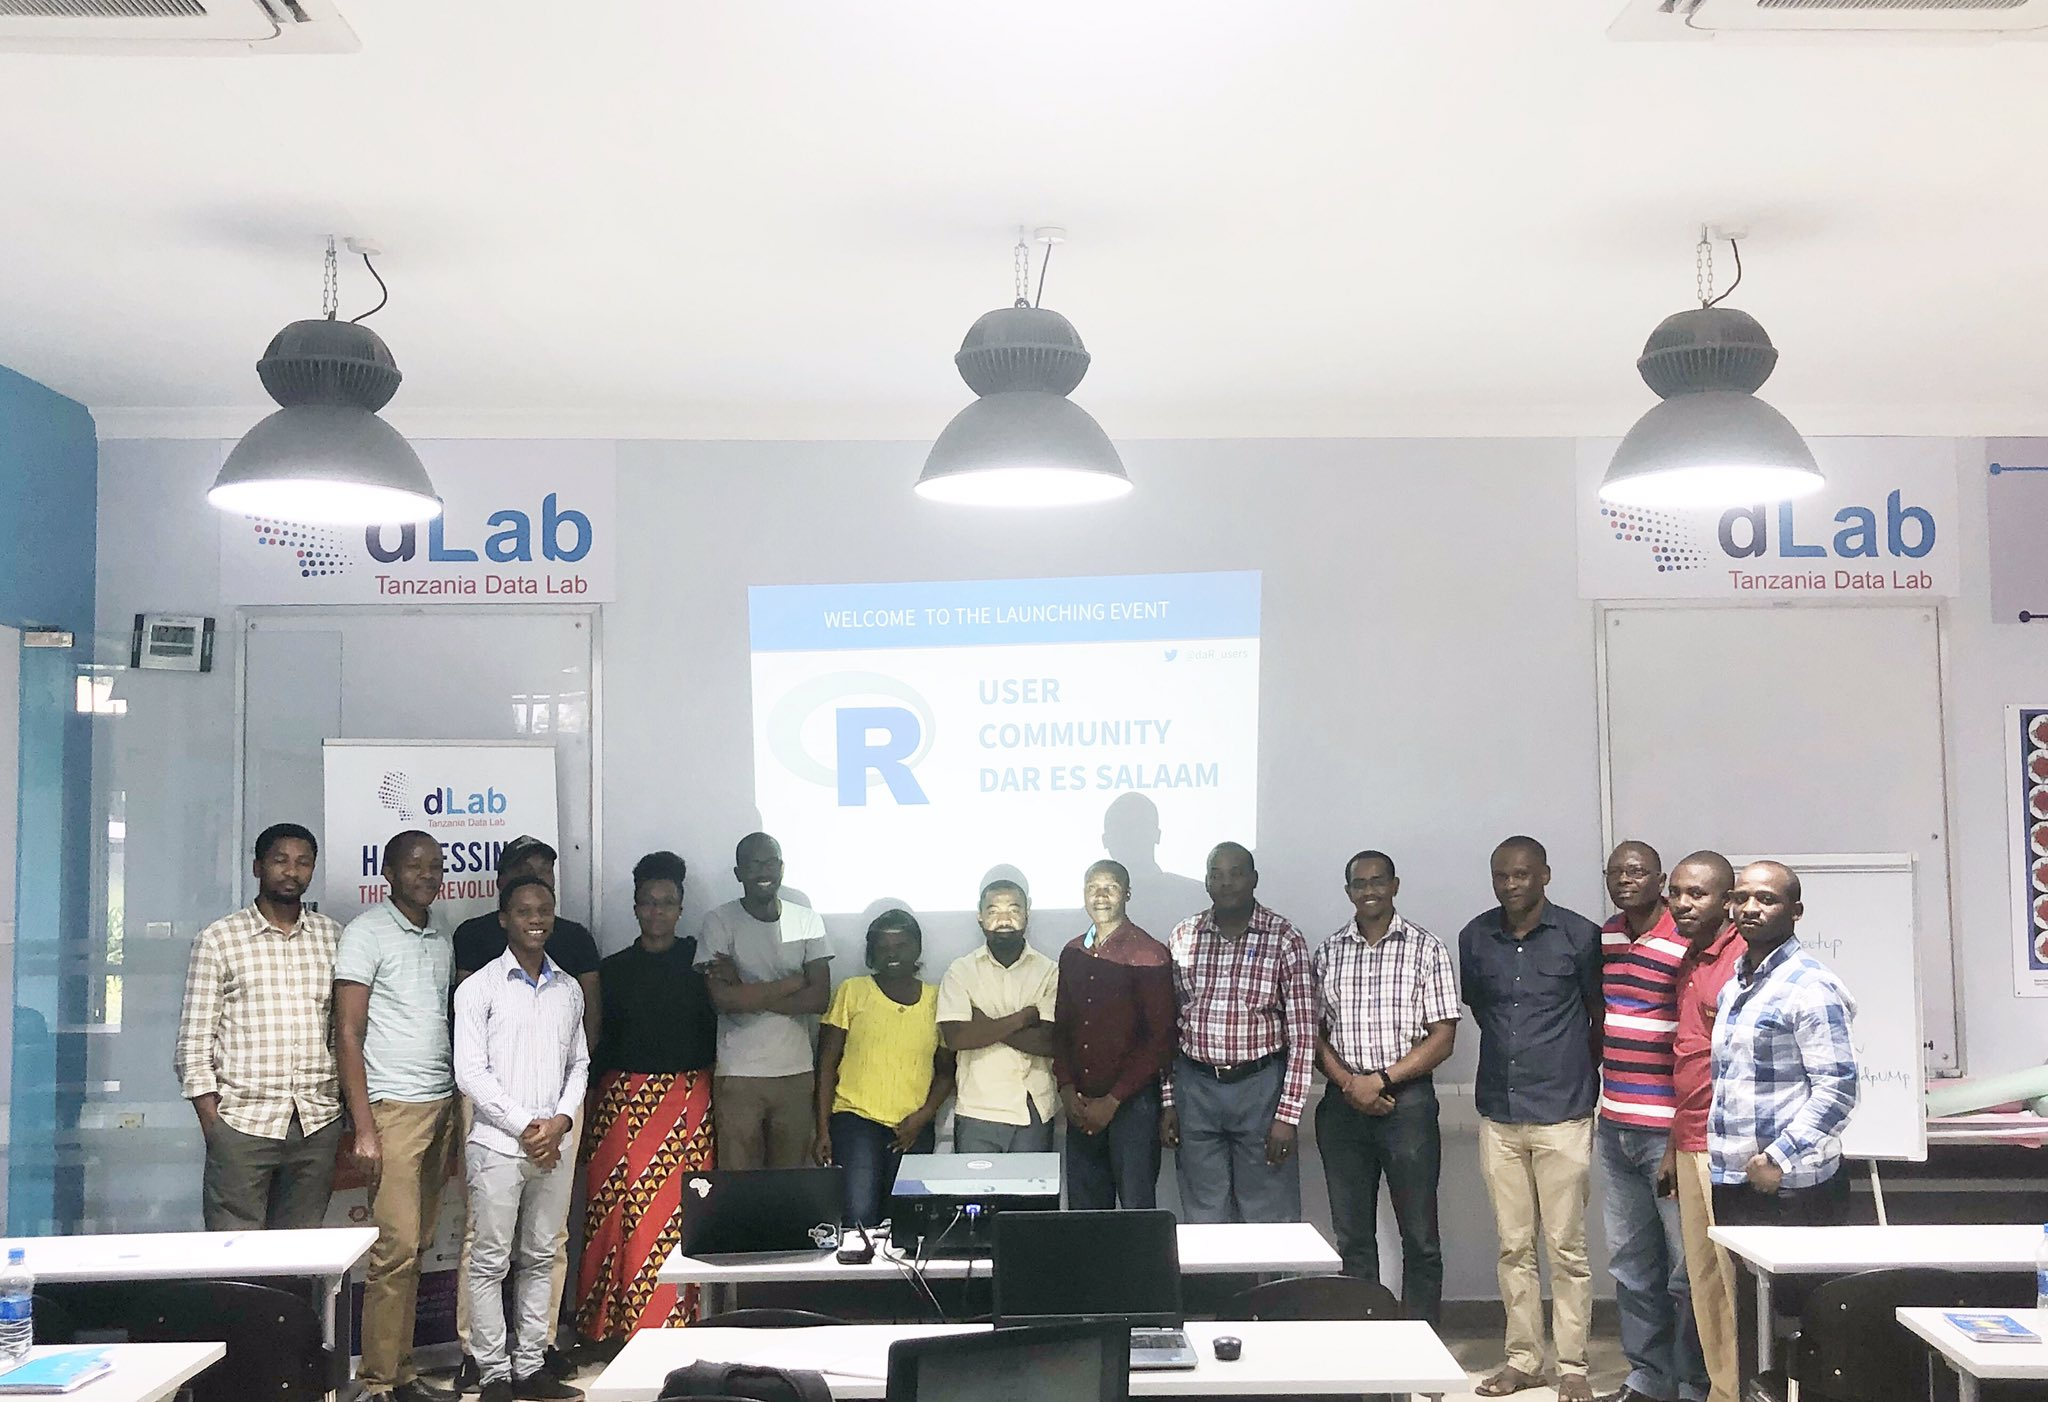 dLab
Tanzania Data Lab
dLab
Tanzania Data Lab
WELCOME TO THE LAUNCHING EVENT
@daR_users
R
USER
COMMUNITY
DAR ES SALAAM
dLab
Tanzania Data Lab
THE